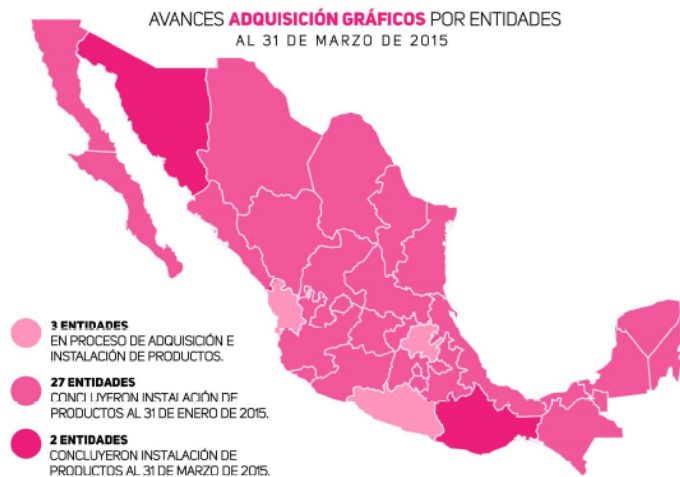 AVANCES ADQUISICIÓN GRÁFICOS POR ENTIDADES
AL 31 DE MARZO DE 2015
3 ENTIDADES
EN PROCESO DE ADQUISICIÓN E
INSTALACIÓN DE PRODUCTOS.
27 ENTIDADES
CONCLUYERON INSTALACIÓN DE
PRODUCTOS AL 31 DE ENERO DE 2015.
2 ENTIDADES
CONCLUYERON INSTALACIÓN DE
PRODUCTOS AL 31 DE MARZO DE 2015.